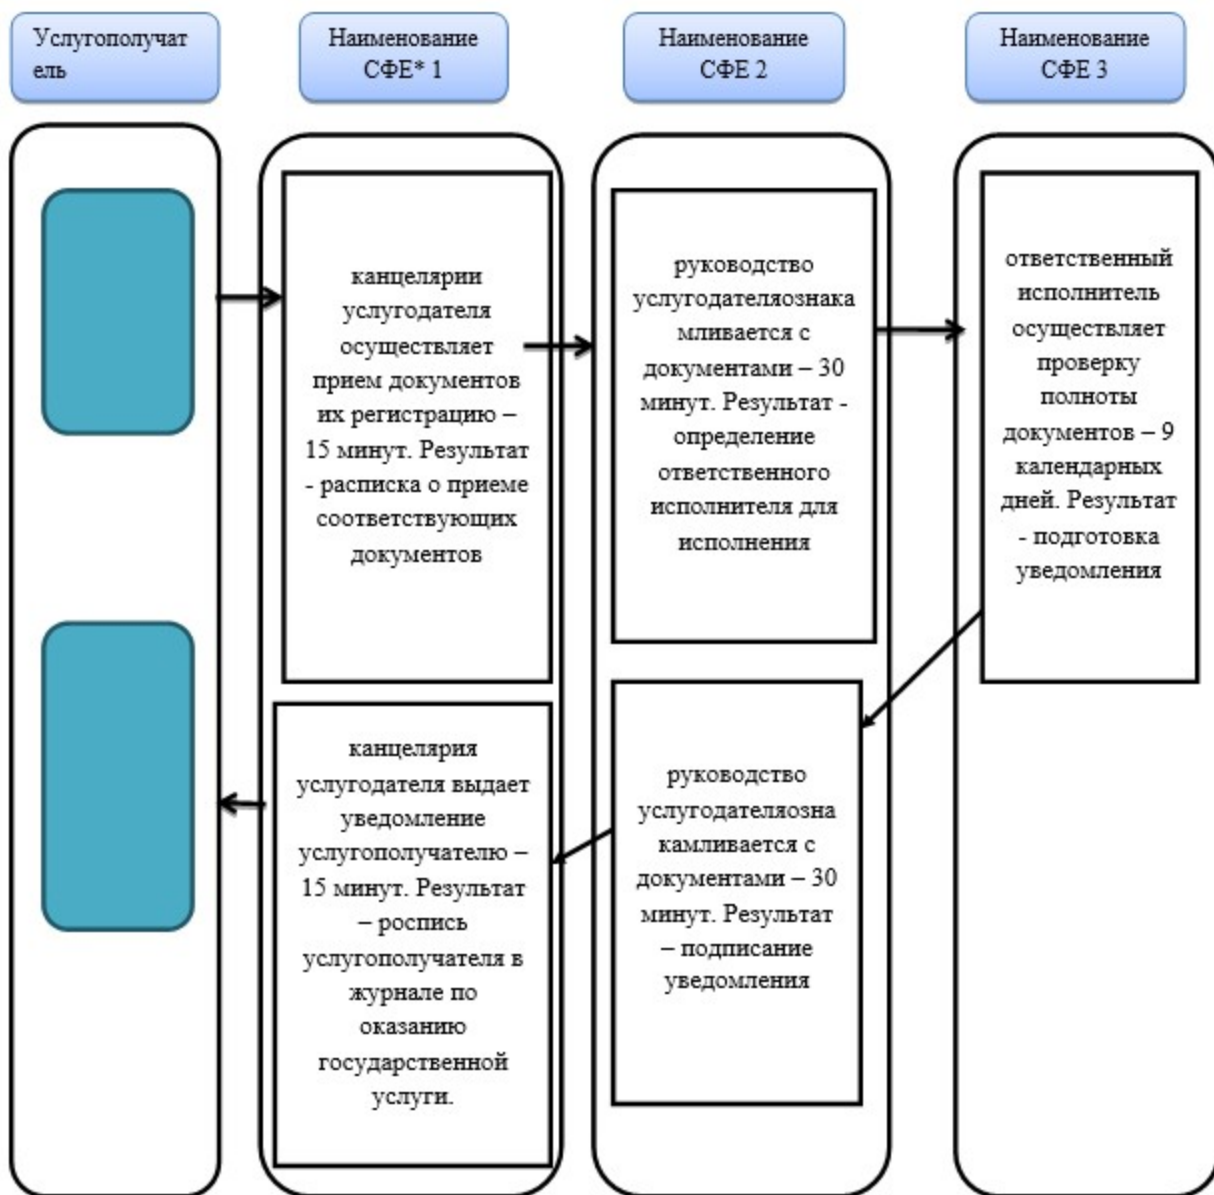 Услугополучат
ель
Наименование
СФЕ* 1
Наименование
СФЕ 2
Наименование
СФЕ 3
канцелярии
услугодателя
осуществляет
прием документов
их регистрацию –
15 минут. Результат
- расписка о приеме
соответствующих
документов
руководство
услугодателяознака
мливается с
документами – 30
минут. Результат -
определение
ответственного
исполнителя для
исполнения
ответственный
исполнитель
осуществляет
проверку
полноты
документов – 9
календарных
дней. Результат
- подготовка
уведомления
канцелярия
услугодателя выдает
уведомление
услугополучателю –
15 минут. Результат
– роспись
услугополучателя в
журнале по
оказанию
государственной
услуги.
руководство
услугодателяозна
камливается с
документами – 30
минут. Результат
– подписание
уведомления